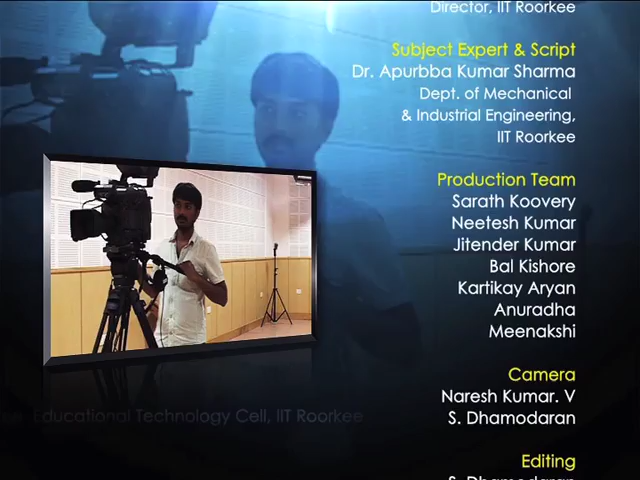 Director, IIT Roorkee
Subject Expert & Script
Dr. Apurbba Kumar Sharma
Dept. of Mechanical
& Industrial Engineering,
IIT Roorkee
Production Team
Sarath Koovery
Neetesh Kumar
Jitender Kumar
Bal Kishore
Kartikay Aryan
Anuradha
Meenakshi
Camera
Naresh Kumar. V
S. Dhamodaran
Educational Technology Cell, IIT Roorkee
Editing
S. Dhamodaran